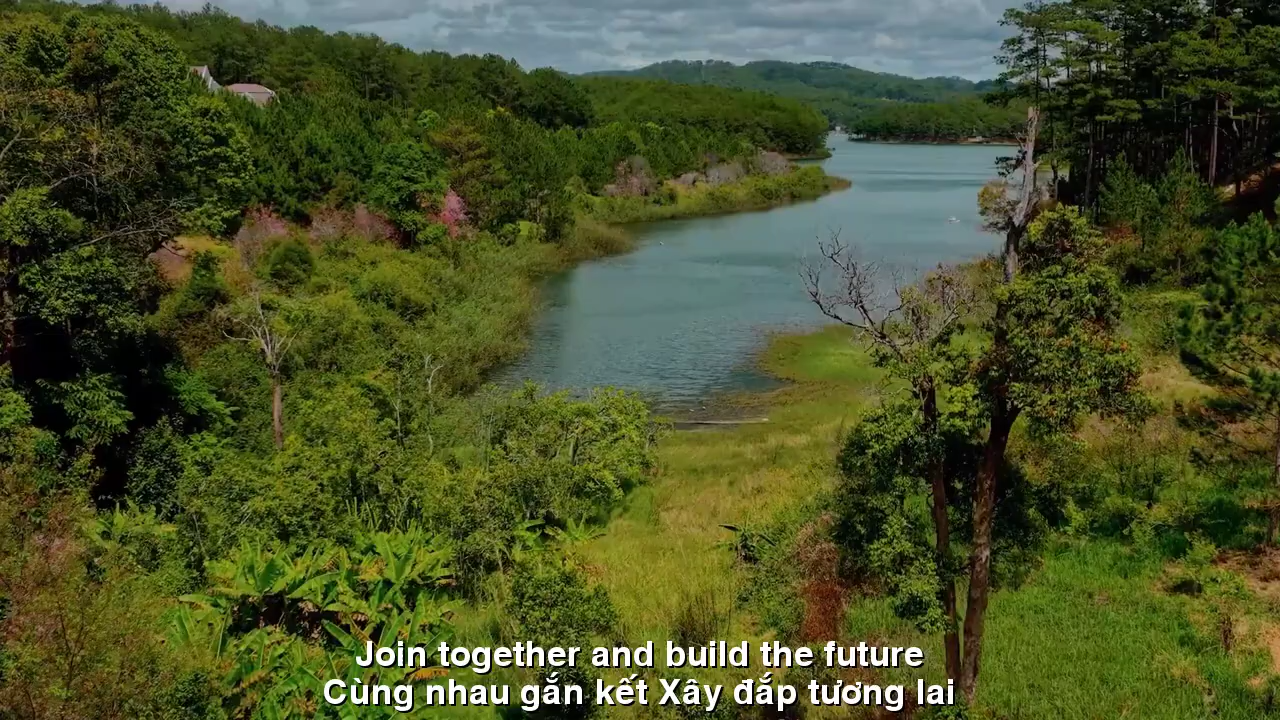 Join together and build the future
Cùng nhau gắn kết Xây đắp tương lai